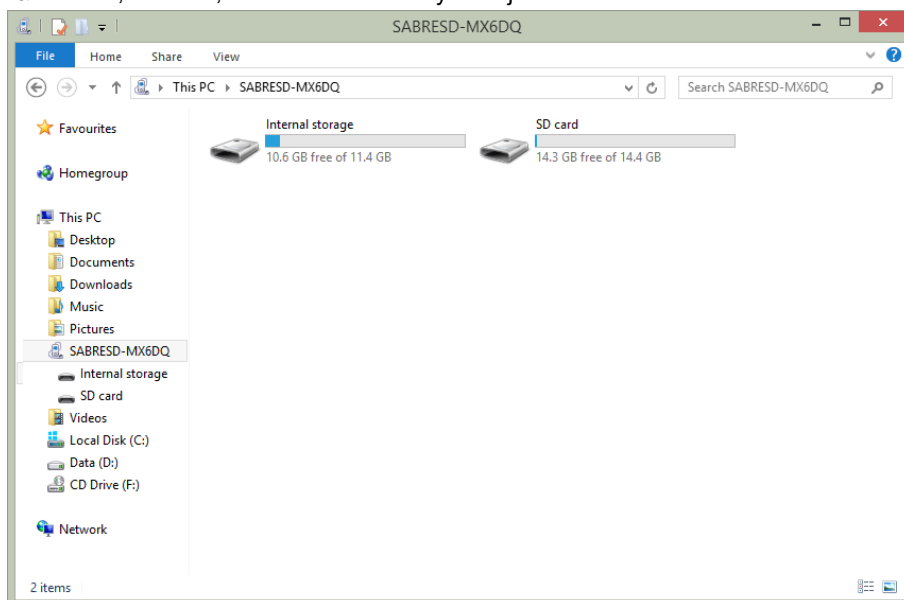 SABRESD-MX6DQ
File Home Share View
This PC SABRESD-MX6DQ
Search SABRESD-MX6DQ
Favourites
Homegroup
This PC
Desktop
Documents
Downloads
Music
Pictures
SABRESD-MX6DQ
Internal storage
SD card
Videos
Local Disk (C:)
Data (D:)
CD Drive (F:)
Network
Internal storage
10.6 GB free of 11.4 GB
SD card
14.3 GB free of 14.4 GB
2 items